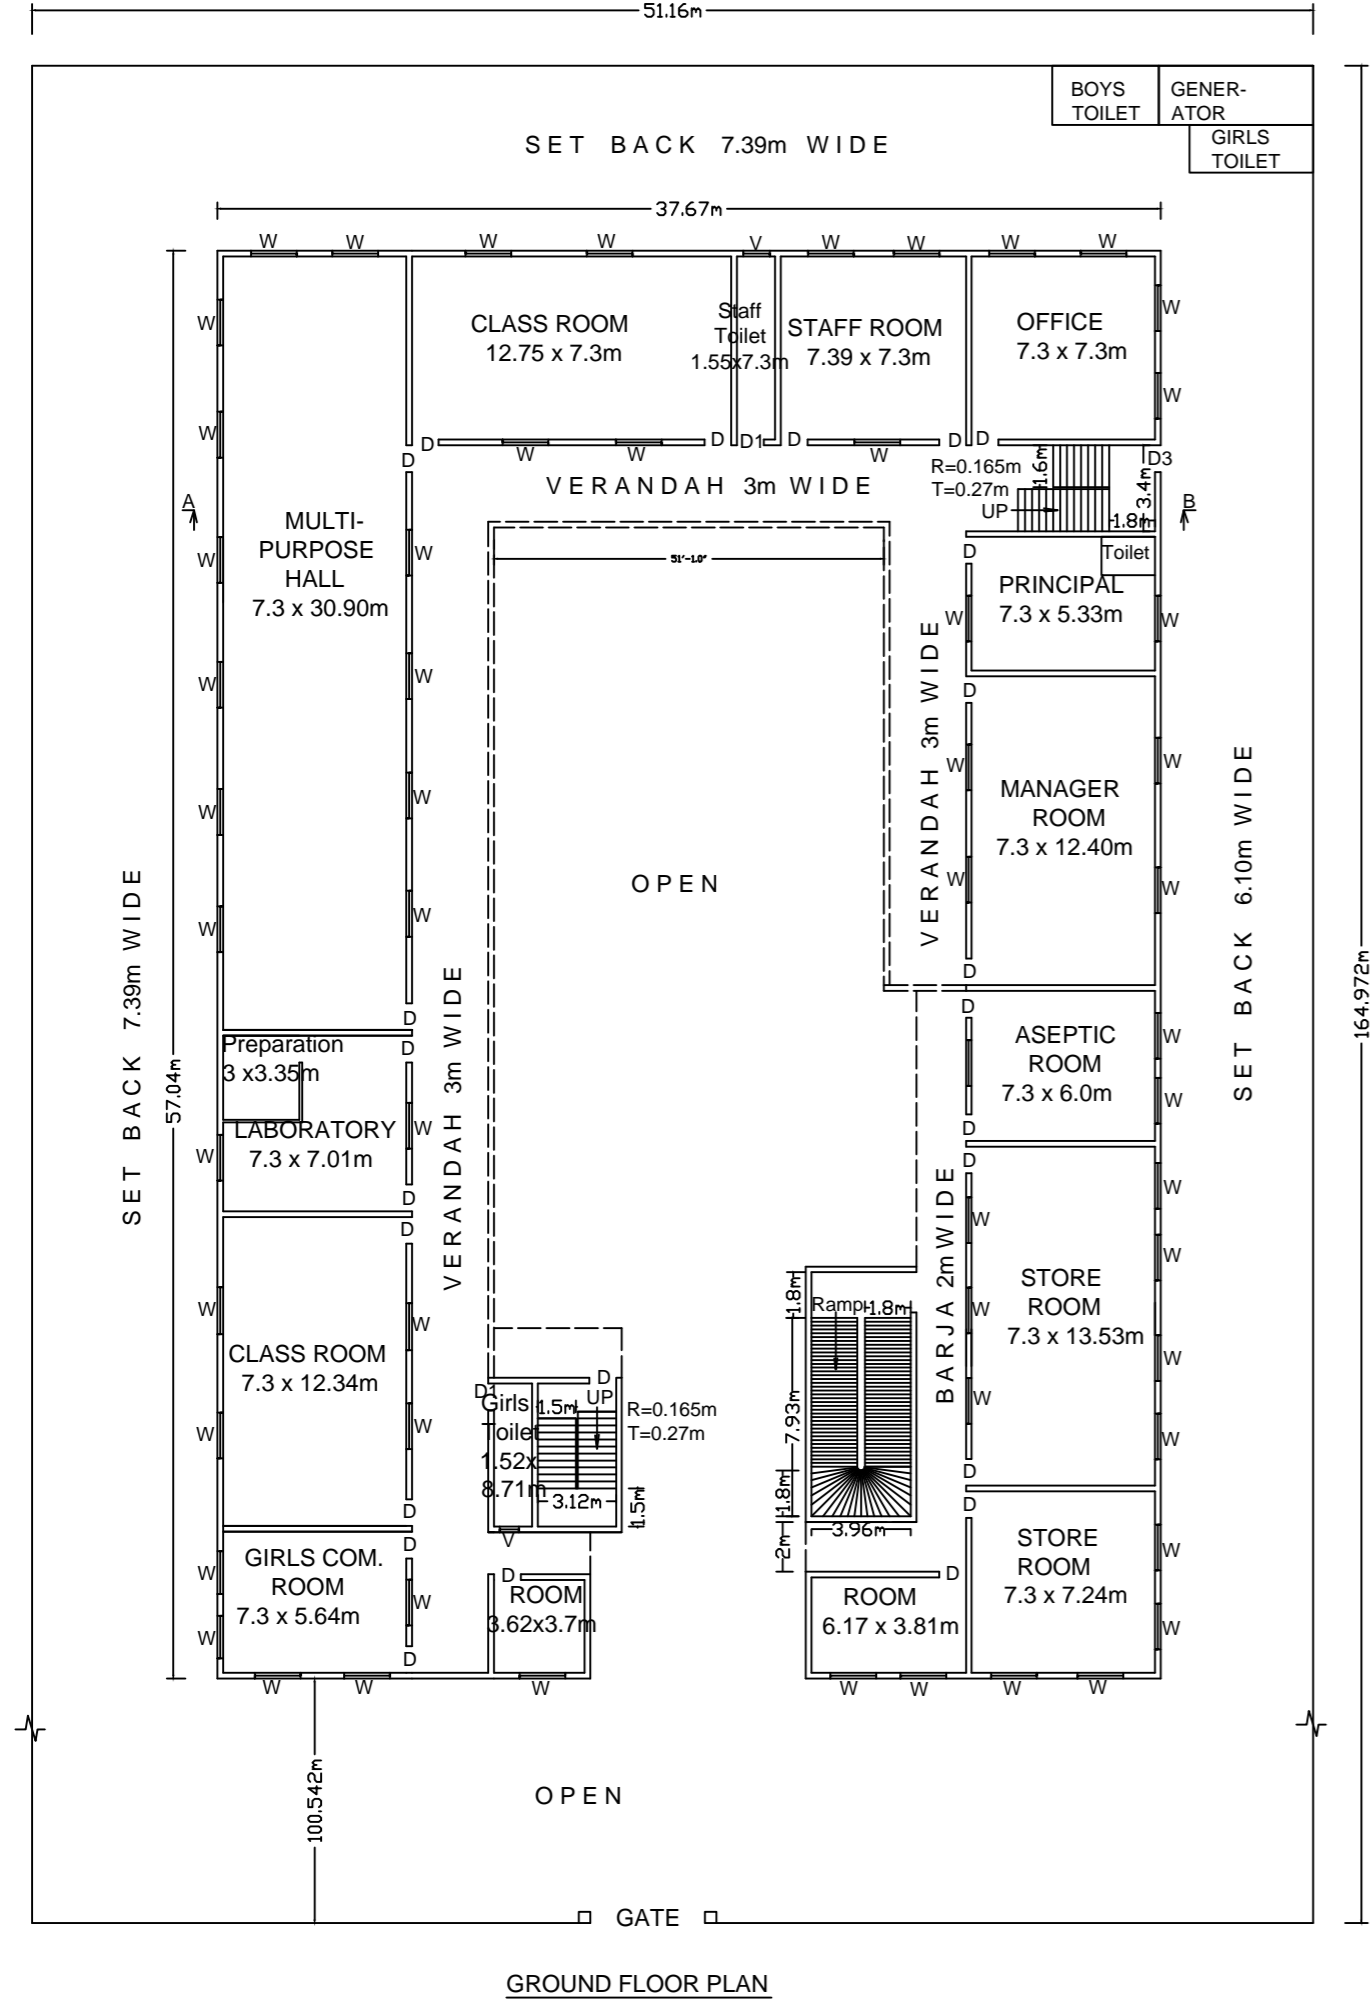 51.16m
BOYS
TOILET
GENER-
ATOR
GIRLS
TOILET
SET BACK 7.39m WIDE
37.67m
W W W W V W W W W
W
CLASS ROOM
12.75 x 7.3m
Staff
Toilet
1.55x7.3m
STAFF ROOM
7.39 x 7.3m
OFFICE
7.3 x 7.3m
W
W
W
D
W W
D D1 D
W
D D
D
VERANDAH 3m WIDE
R=0.165m
T=0.27m
UP
1.6m
3.4m
D3
1.8m
A
B
MULTI-
PURPOSE
HALL
7.3 x 30.90m
W
W
51'-1.0"
D
Toilet
PRINCIPAL
7.3 x 5.33m
W
W
W
W
D
VERANDAH 3m WIDE
W
W
W
W
MANAGER
ROOM
7.3 x 12.40m
OPEN
W
W
W
W
D
SET BACK 6.10m WIDE
SET BACK 7.39m WIDE
57.04m
164.972m
D
D
Preparation
3 x3.35m
LABORATORY
7.3 x 7.01m
W
W
D
D
VERANDAH 3m WIDE
D
ASEPTIC
ROOM
7.3 x 6.0m
W
W
D
D
BARJA 2m WIDE
W
W
W
STORE
ROOM
7.3 x 13.53m
W
W
W
W
D
CLASS ROOM
7.3 x 12.34m
W
W
W
W
D
D1
Girls
Toilet
1.52x
8.71m
1.5m
D
UP
R=0.165m
T=0.27m
3.12m
1.5m
V
1.8m
Ramp
1.8m
7.93m
1.8m
3.96m
2m
D
GIRLS COM.
ROOM
7.3 x 5.64m
W
W
W
D
D
ROOM
3.62x3.7m
D
ROOM
6.17 x 3.81m
D
STORE
ROOM
7.3 x 7.24m
W
W
W W W W W W W
100.542m
OPEN
GATE
GROUND FLOOR PLAN